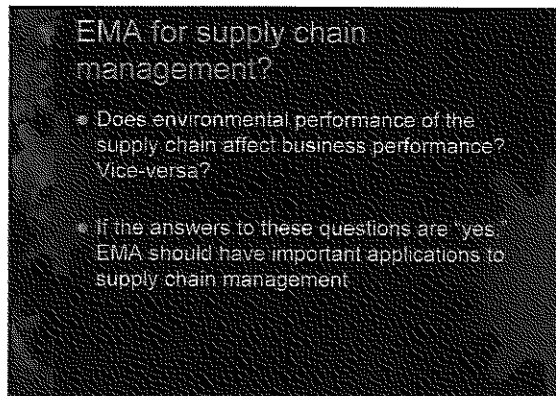 EMA for supply chain
management?
Does environmental performance of the
supply chain affect business performance?
Vice-versa?
If the answers to these questions are "yes,"
EMA should have important applications to
supply chain management